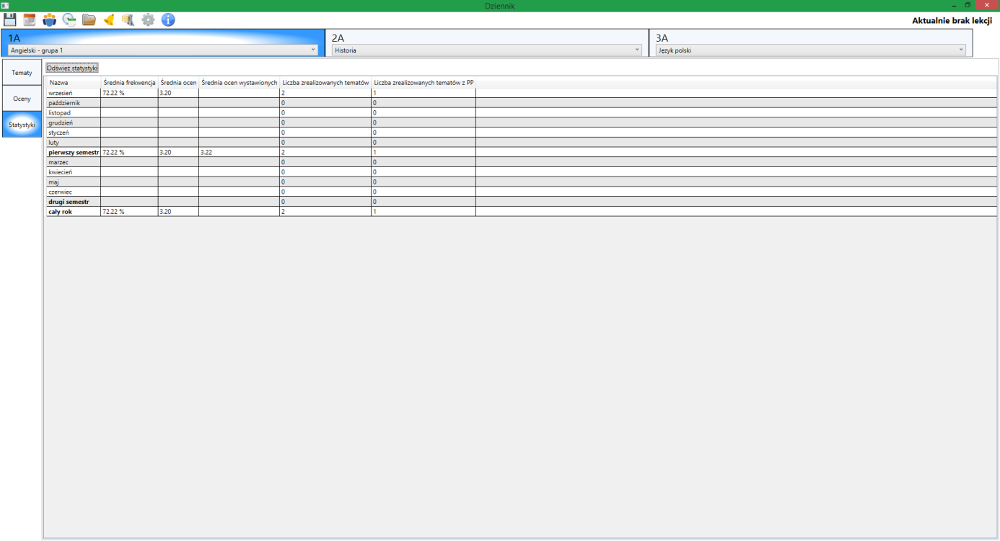 Dziennik
Aktualnie brak lekcji
1A
Angielski - grupa 1
2A
Historia
3A
Język polski
Tematy
Oceny
Statystyki
Odśwież statystyki
Nazwa Średnia frekwencja Średnia ocen Średnia ocen wystawionych Liczba zrealizowanych tematów Liczba zrealizowanych tematów z PP
wrzesień 72.22 % 3.20 2 1
październik 0 0
listopad 0 0
grudzień 0 0
styczeń 0 0
luty 0 0
pierwszy semestr 72.22 % 3.20 3.22 2 1
marzec 0 0
kwiecień 0 0
maj 0 0
czerwiec 0 0
drugi semestr 0 0
cały rok 72.22 % 3.20 2 1